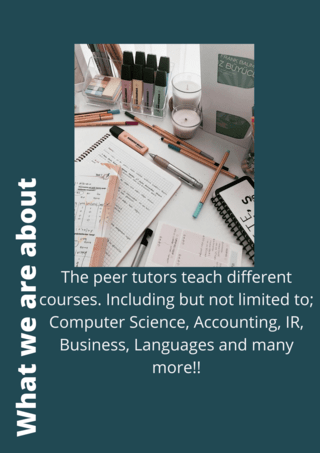 What we are about
The peer tutors teach different
courses. Including but not limited to;
Computer Science, Accounting, IR,
Business, Languages and many
more!!